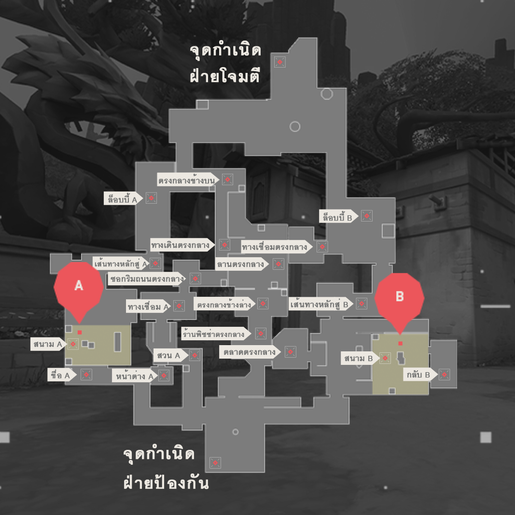 จุดกำเนิด
ฝ่ายโจมตี
ตรงกลางข้างบน
ล็อบบี้ A
ล็อบบี้ B
ทางเดินตรงกลาง
ทางเชื่อมตรงกลาง
เส้นทางหลักสู่
ลานตรงกลาง
ซอกริมถนนตรงกลาง
A
B
ทางเชื่อม A
ตรงกลางข้างล่าง
เส้นทางหลักสู่ B
ร้านพิซซ่าตรงกลาง
สนาม A
สวน A
ตลาดตรงกลาง
สนาม B
หน้าต่าง A
กลับ B
จุดกำเนิด
ฝ่ายป้องกัน